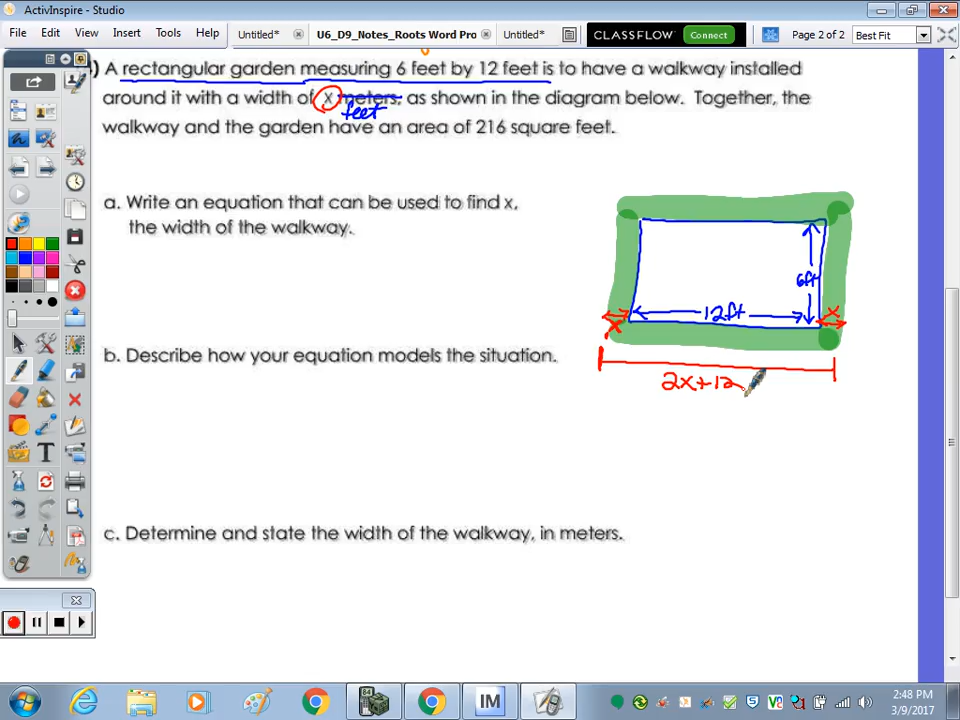 ActivInspire - Studio
File Edit View Insert Tools Help
Untitled*
U6_D9_Notes_Roots Word Pro
Untitled*
CLASSFLOW
Connect
Page 2 of 2
Best Fit
) A rectangular garden measuring 6 feet by 12 feet is to have a walkway installed
around it with a width of x meters, as shown in the diagram below. Together, the
feet
walkway and the garden have an area of 216 square feet.
a. Write an equation that can be used to find x,
the width of the walkway.
6ft
12ft
x
x
2x+12
b. Describe how your equation models the situation.
c. Determine and state the width of the walkway, in meters.
84
IM
2:48 PM
3/9/2017